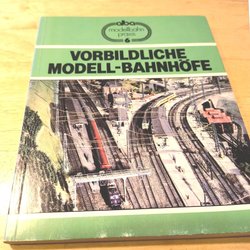 alba
modellbahn
praxis
6
VORBILDLICHE
MODELL-BAHNHÖFE